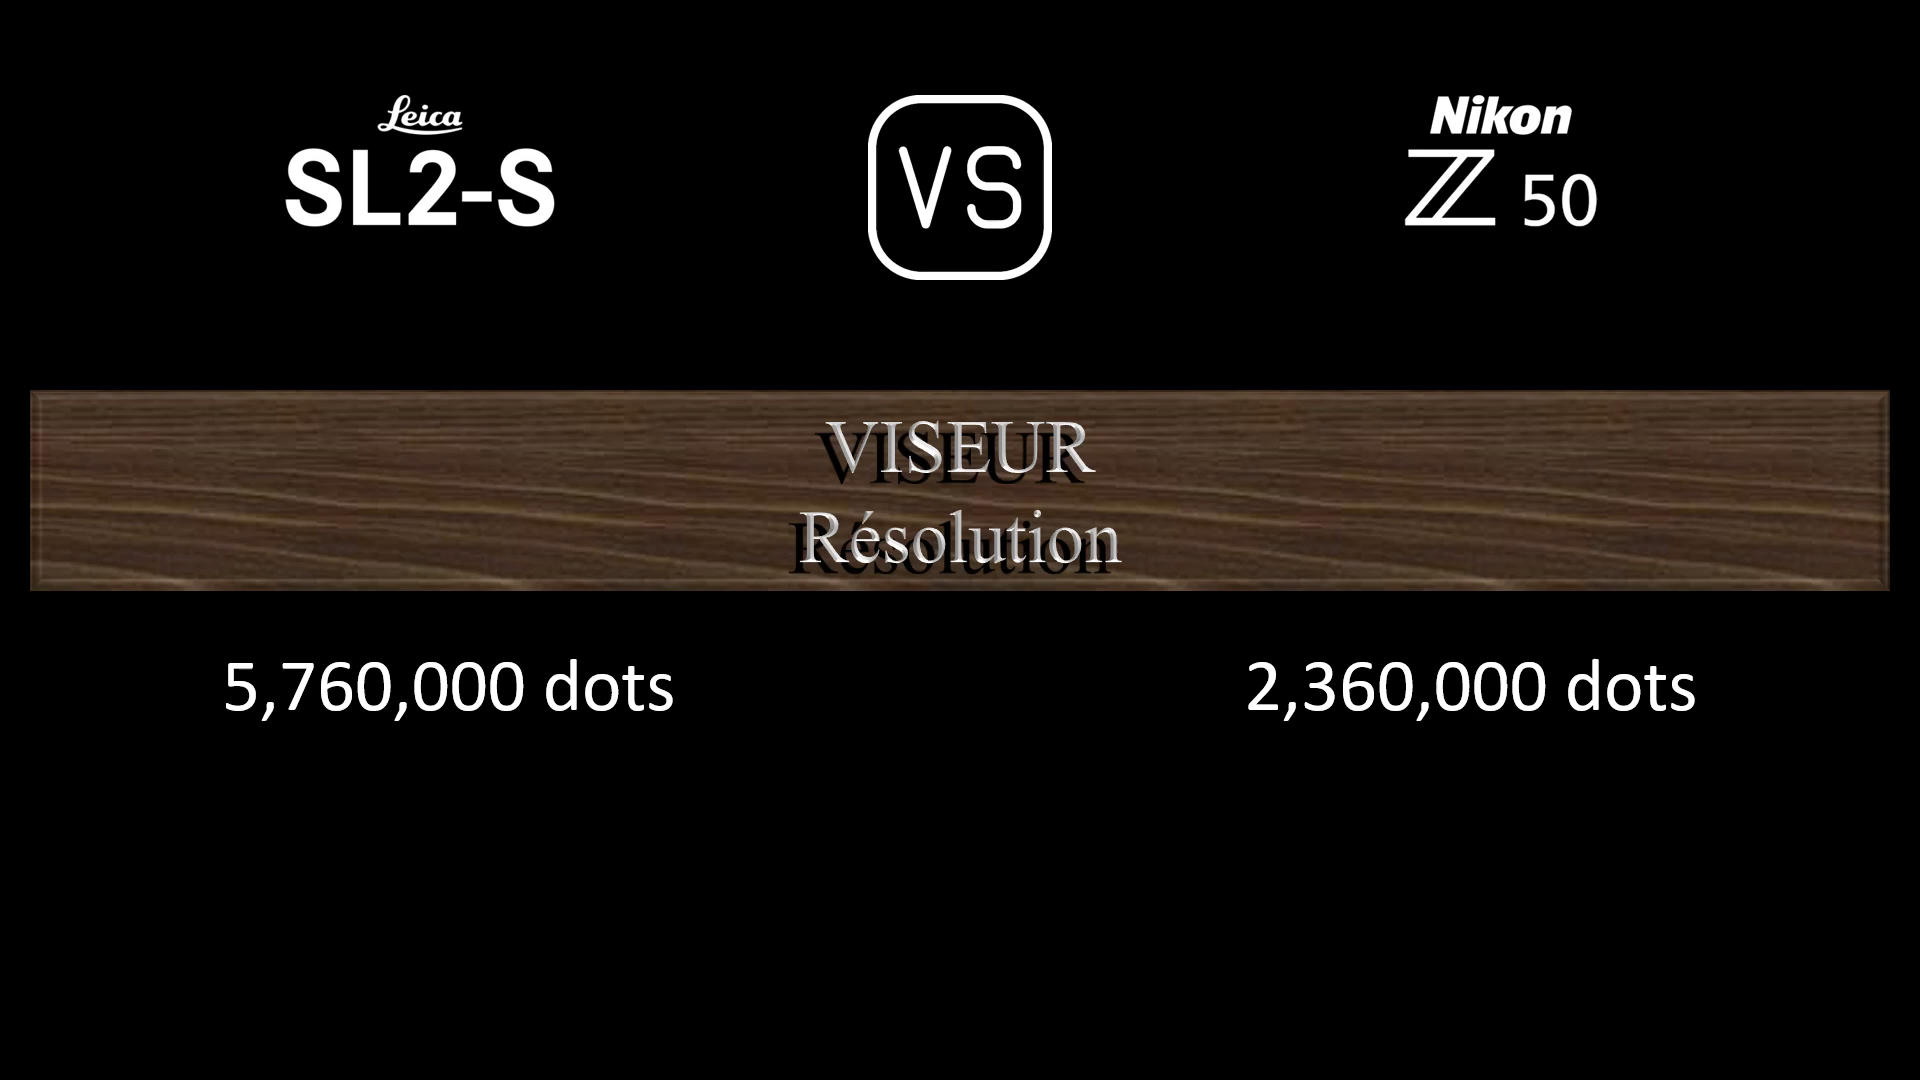 Leica
SL2-S
VS
Nikon
Z 50
VISEUR
Résolution
5,760,000 dots
2,360,000 dots